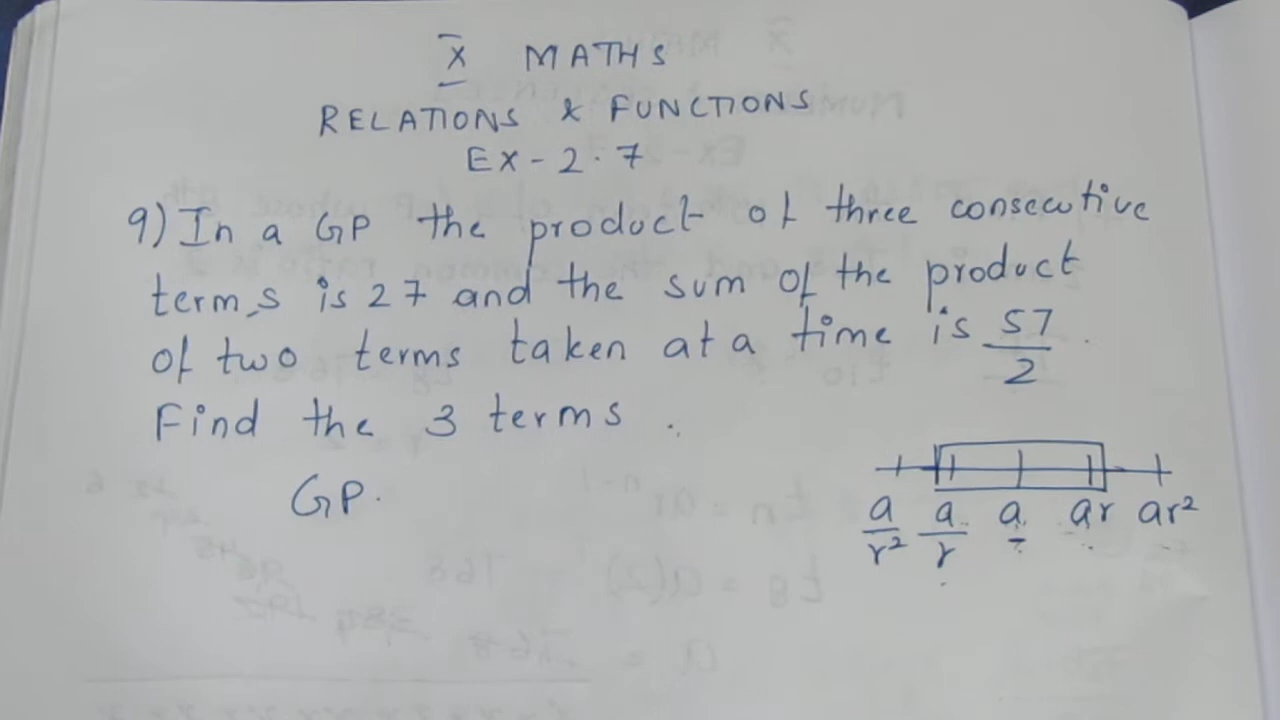 X MATHS
RELATIONS & FUNCTIONS
EX-2.7
9) In a GP the product of three consecutive
terms is 27 and the sum of the product
of two terms taken at a time is 57/2.
Find the 3 terms.
GP.
a/r² a/r a ar ar²